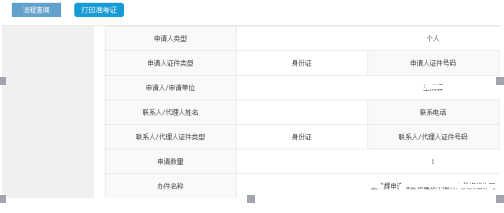 流程查询 打印准考证
申请人类型 个人
申请人证件类型 身份证 申请人证件号码
申请人/申请单位
联系人/代理人姓名 联系电话
联系人/代理人证件类型 身份证 联系人/代理人证件号码
申请数量 1
办件名称